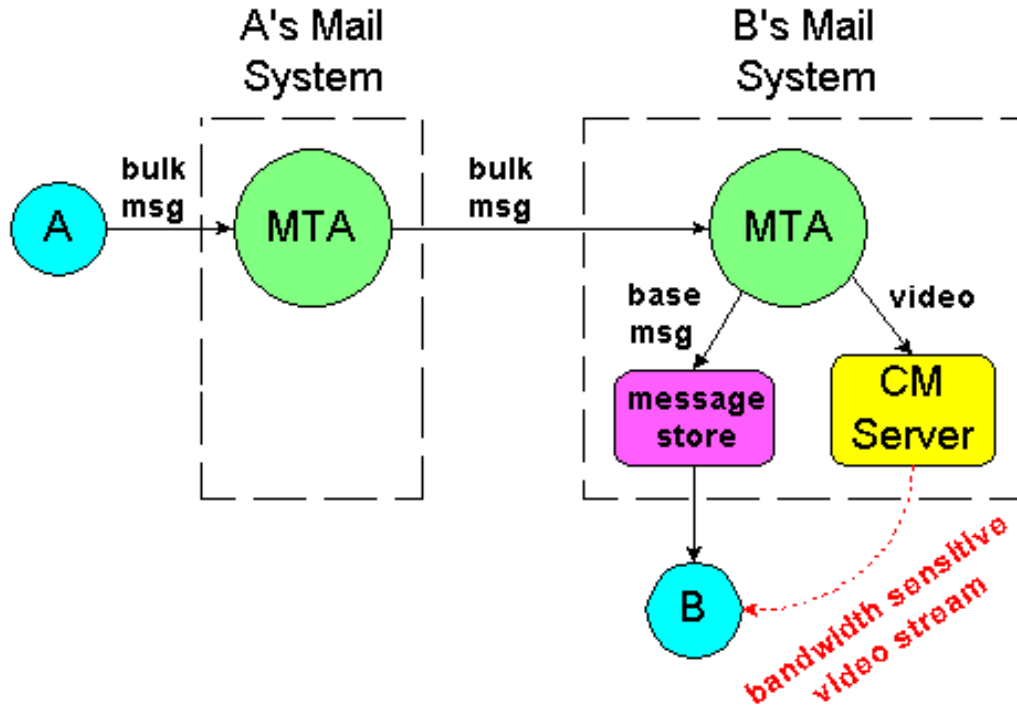 A's Mail
System
B's Mail
System
bulk
msg
bulk
msg
A
MTA
MTA
base
msg
video
message
store
CM
Server
B
bandwidth sensitive
video stream